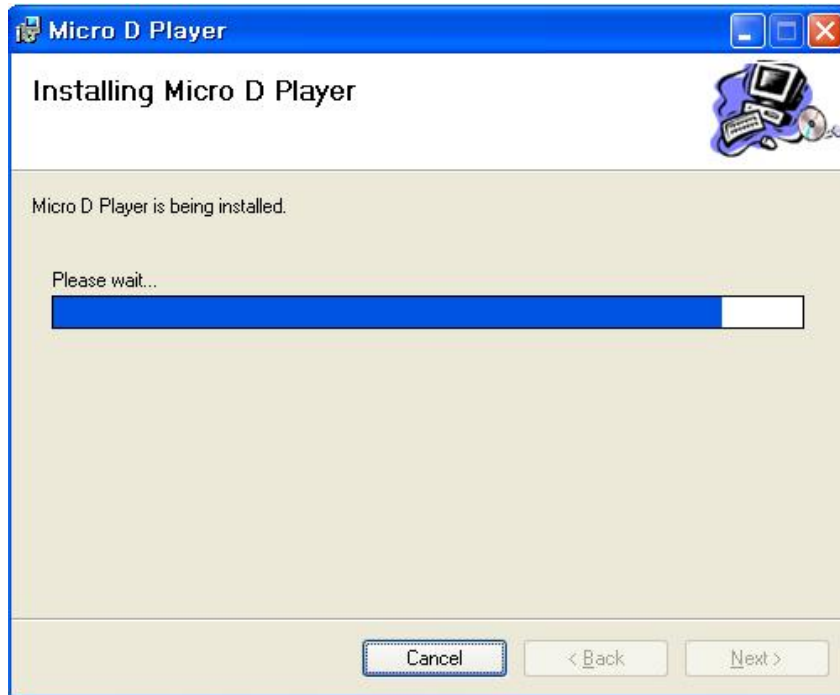 Micro D Player
Installing Micro D Player
Micro D Player is being installed.
Please wait...
Cancel
< Back
Next >